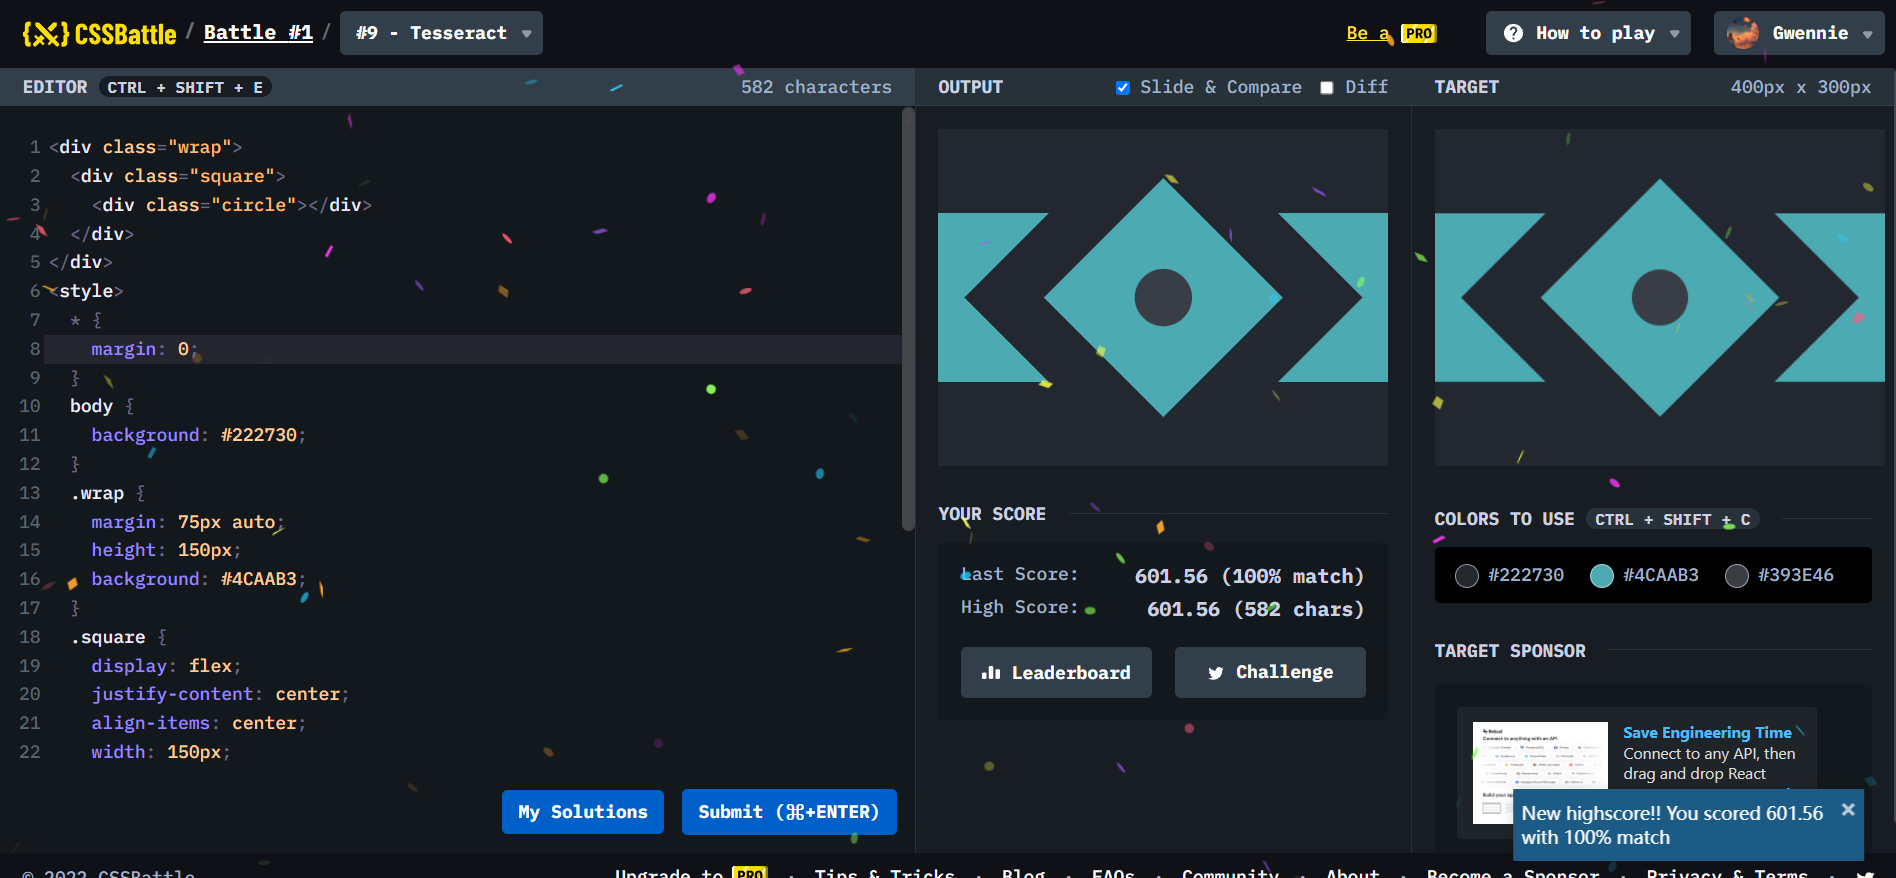 {X} CSSBattle / Battle #1 / #9 - Tesseract
Be a PRO
How to play
Gwennie
EDITOR CTRL + SHIFT + E
582 characters
OUTPUT
Slide & Compare
Diff
TARGET
400px x 300px
1 <div class="wrap">
2 <div class="square">
3 <div class="circle"></div>
4 </div>
5 </div>
6 <style>
7 * {
8 margin: 0;
9 }
10 body {
11 background: #222730;
12 }
13 .wrap {
14 margin: 75px auto;
15 height: 150px;
16 background: #4CAAB3;
17 }
18 .square {
19 display: flex;
20 justify-content: center;
21 align-items: center;
22 width: 150px;
My Solutions
Submit (⌘+ENTER)
YOUR SCORE
Last Score: 601.56 (100% match)
High Score: 601.56 (582 chars)
Leaderboard
Challenge
COLORS TO USE CTRL + SHIFT + C
#222730 #4CAAB3 #393E46
TARGET SPONSOR
Retool
Connect to anything with an API
Save Engineering Time
Connect to any API, then
drag and drop React
New highscore!! You scored 601.56
with 100% match
© 2022 CSSBattle
Upgrade to PRO · Tips & Tricks · Blog · FAQs · Community · About · Become a Sponsor · Privacy & Terms ·